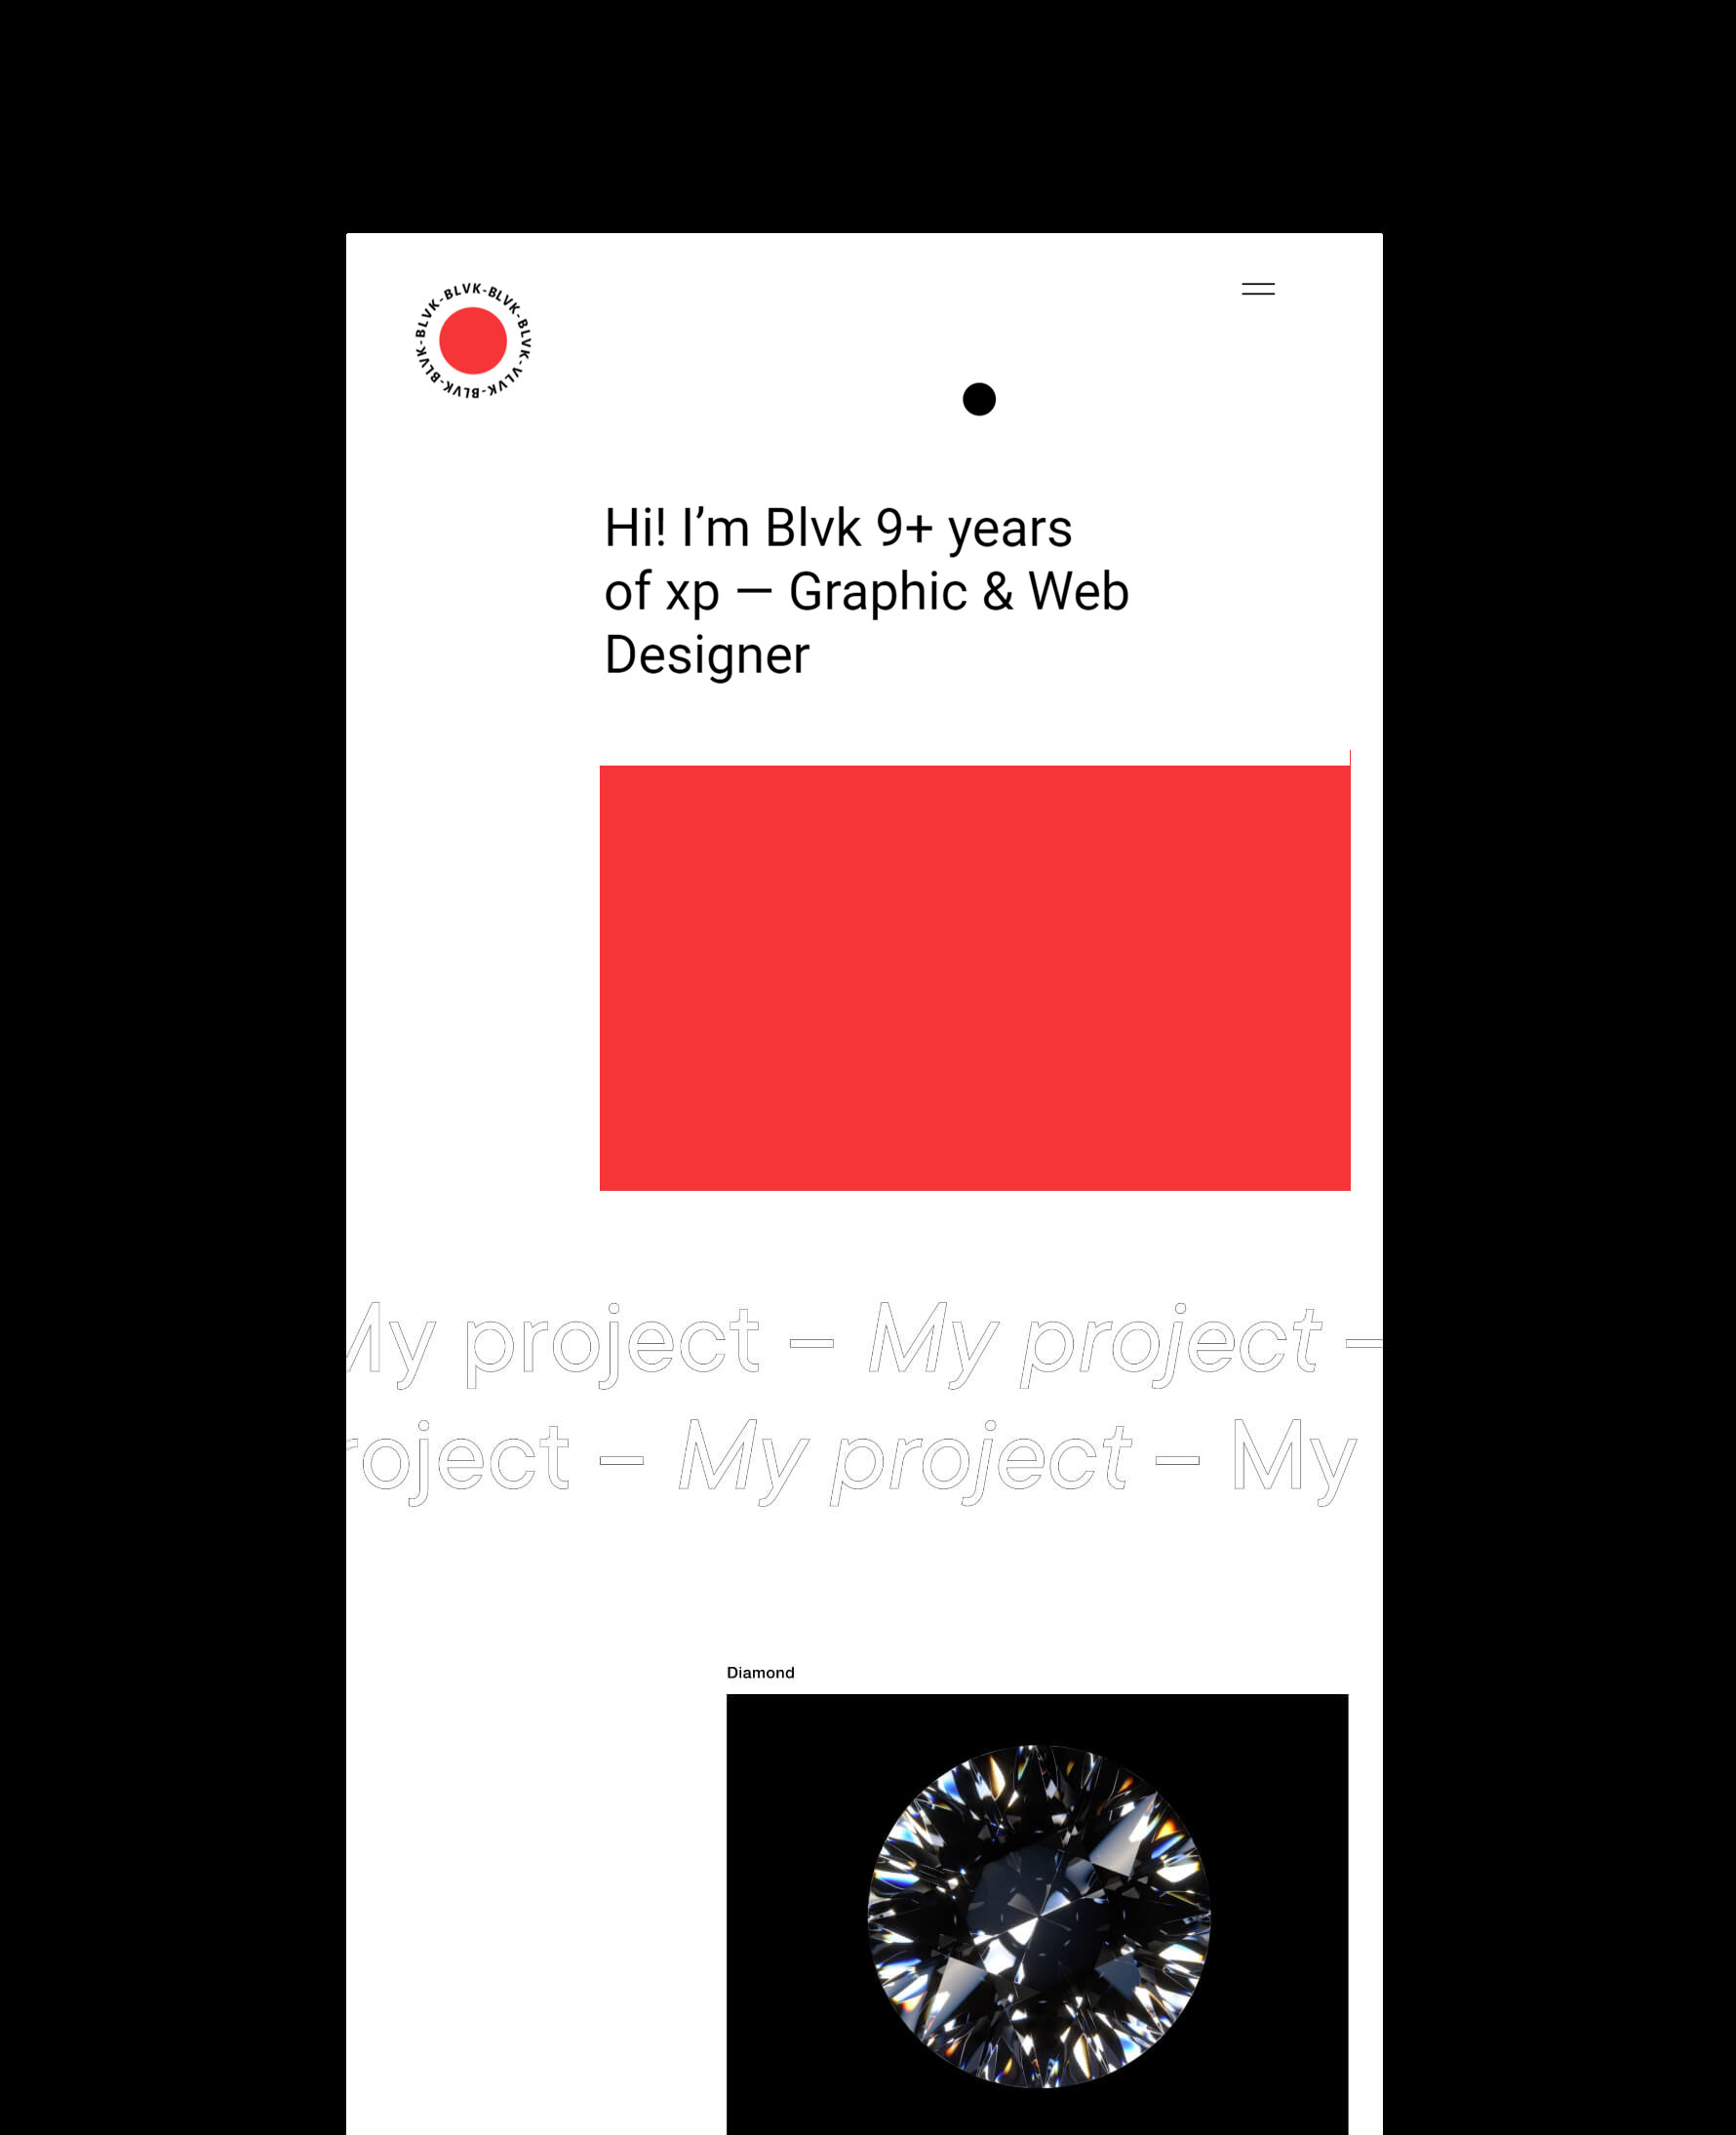 BLVK-BLVK-BLVK-VLVK-BLVK-BLVK-
Hi! I’m Blvk 9+ years
of xp — Graphic & Web
Designer
My project – My project –
roject – My project – My
Diamond